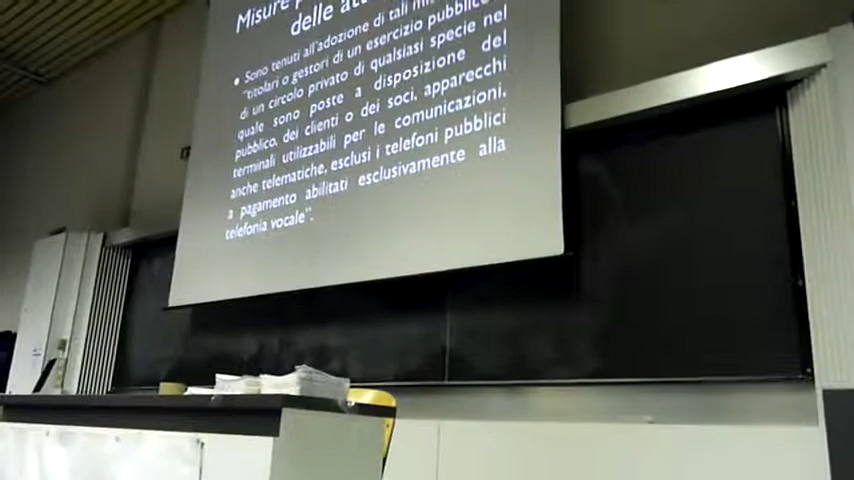 Misure
delle
• Sono tenuti all'adozione di tali
"titolari o gestori di un esercizio pubblico
di un circolo privato di qualsiasi specie nel
quale sono poste a disposizione del
pubblico, dei clienti o dei soci, apparecchi
terminali utilizzabili per le comunicazioni,
anche telematiche, esclusi i telefoni pubblici
a pagamento abilitati esclusivamente alla
telefonia vocale".